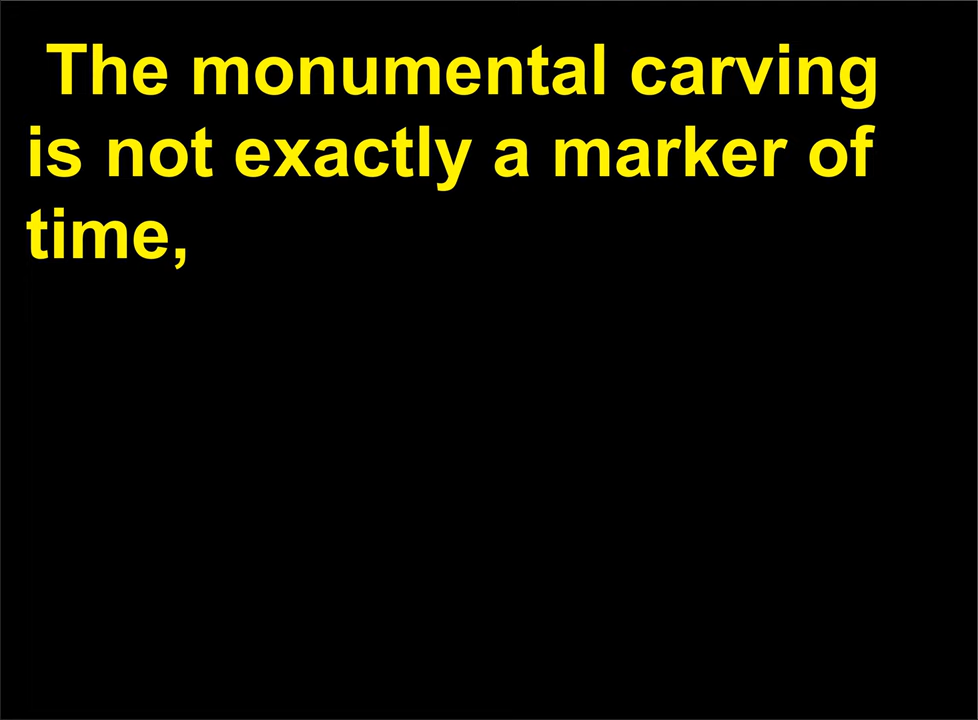 The monumental carving
is not exactly a marker of
time,